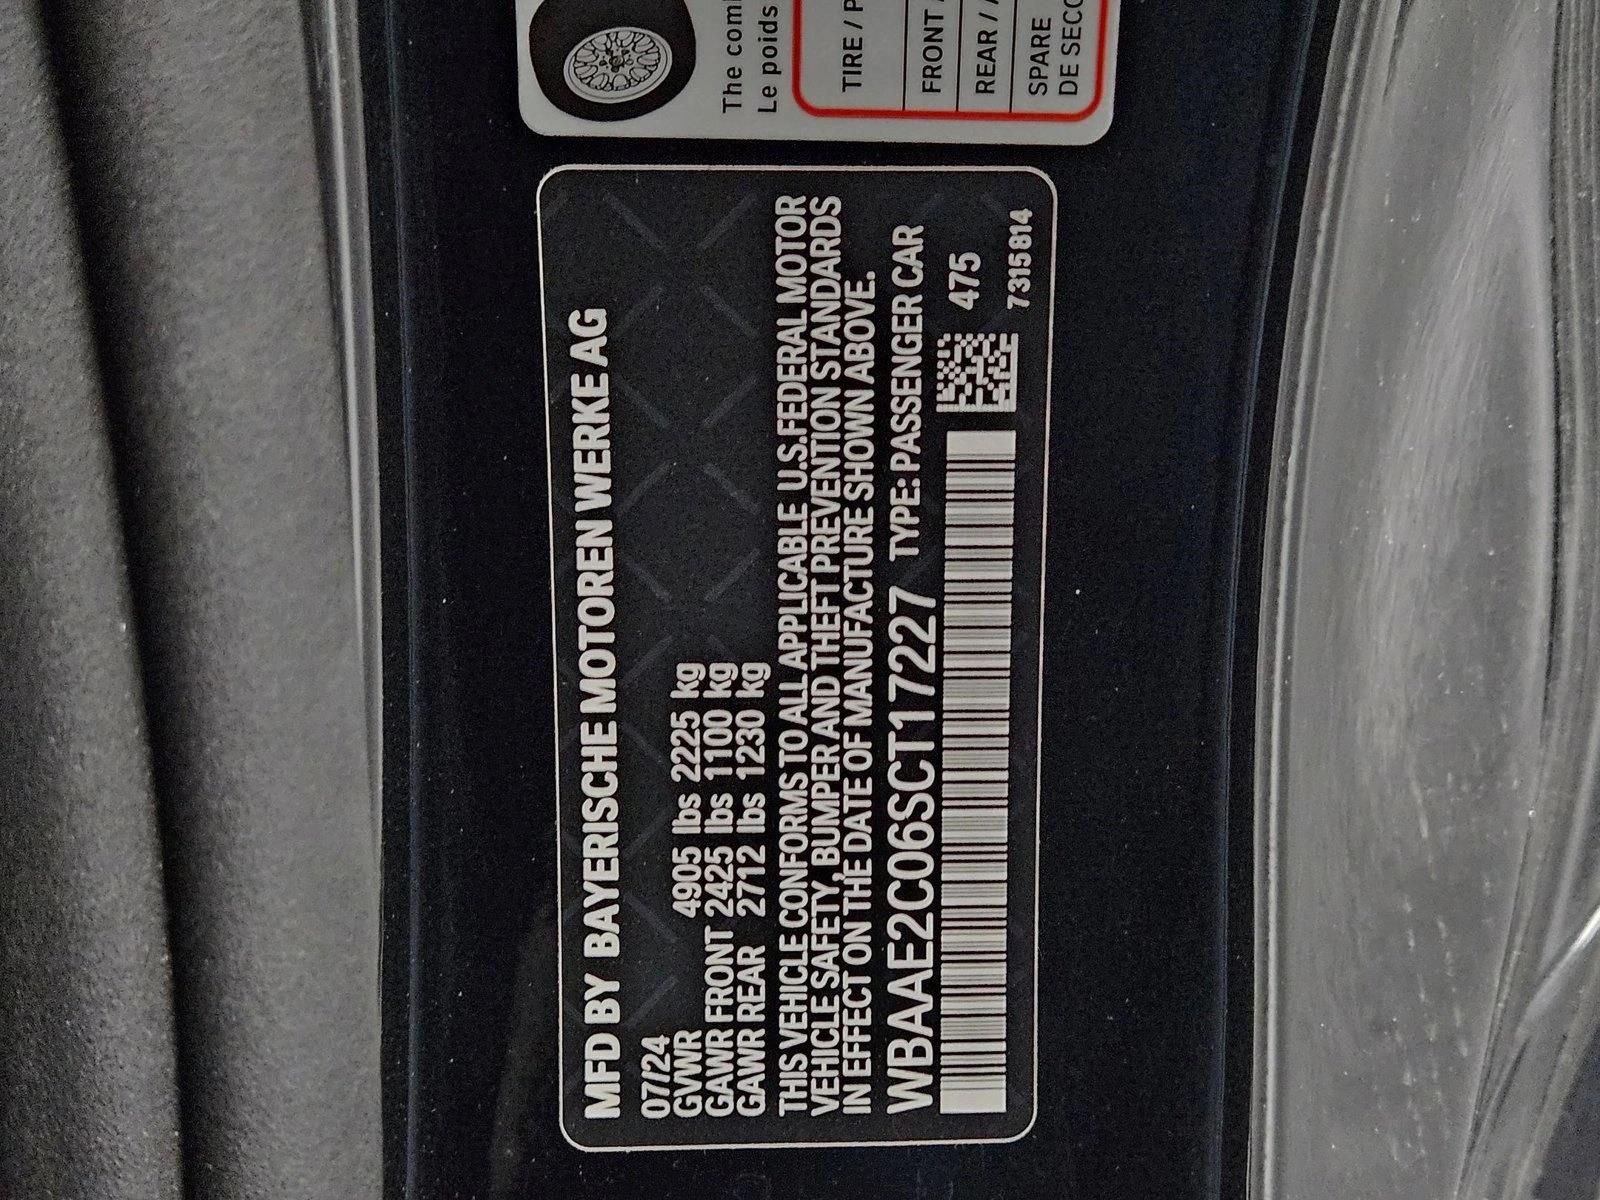 The com
Le poids
TIRE / P
FRONT /
REAR / A
SPARE
DE SECO
MFD BY BAYERISCHE MOTOREN WERKE AG
07/24
GVWR 4905 lbs 2225 kg
GAWR FRONT 2425 lbs 1100 kg
GAWR REAR 2712 lbs 1230 kg
THIS VEHICLE CONFORMS TO ALL APPLICABLE U.S. FEDERAL MOTOR
VEHICLE SAFETY, BUMPER AND THEFT PREVENTION STANDARDS
IN EFFECT ON THE DATE OF MANUFACTURE SHOWN ABOVE.
WBAAE2C06SCT17227 TYPE: PASSENGER CAR
475
7315814